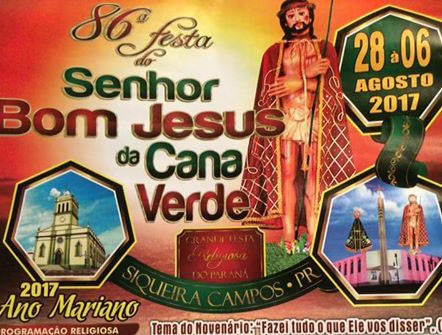 86ª festa
do
Senhor
Bom Jesus
da Cana
Verde
28 à 06
AGOSTO
2017
GRANDE FESTA
Religiosa
DO PARANÁ
SIQUEIRA CAMPOS • PR
2017
Ano Mariano
PROGRAMAÇÃO RELIGIOSA
Tema do Novenário: "Fazei tudo o que Ele vos disser",